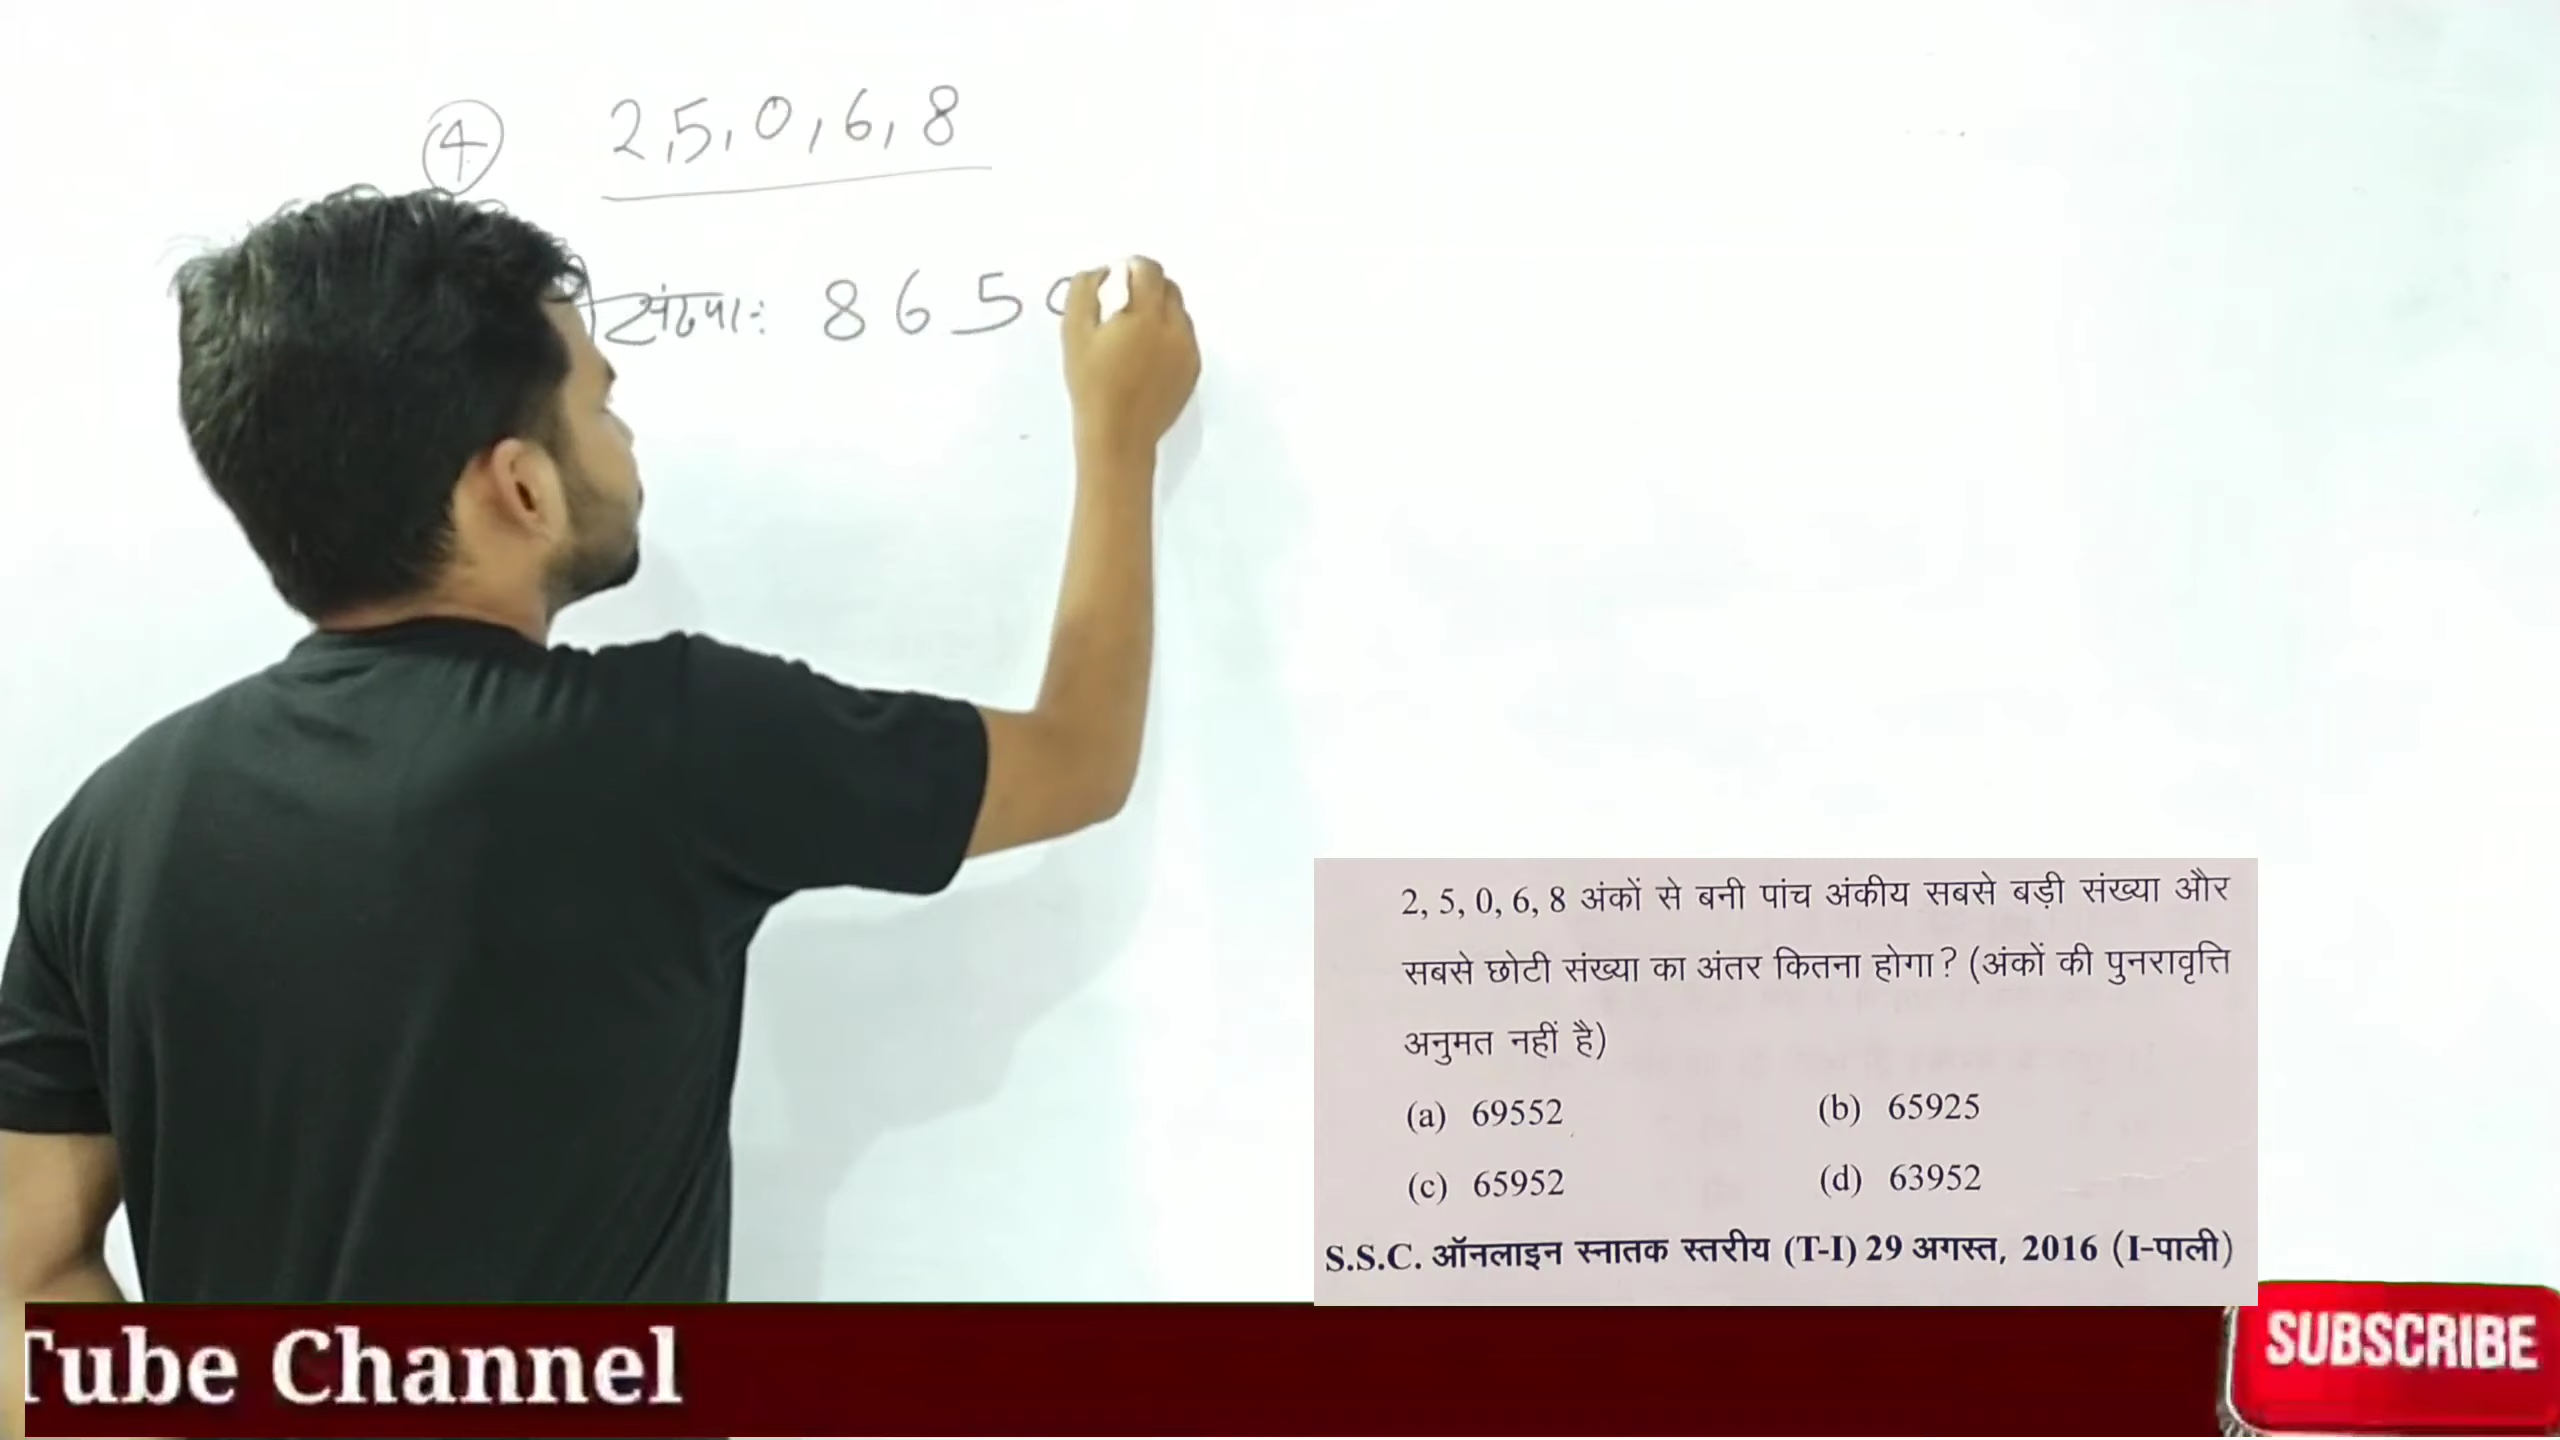 ④ 2,5,0,6,8
संख्या:- 8 6 5
2, 5, 0, 6, 8 अंकों से बनी पांच अंकीय सबसे बड़ी संख्या और
सबसे छोटी संख्या का अंतर कितना होगा? (अंकों की पुनरावृत्ति
अनुमत नहीं है)
(a) 69552 (b) 65925
(c) 65952 (d) 63952
S.S.C. ऑनलाइन स्नातक स्तरीय (T-I) 29 अगस्त, 2016 (I-पाली)
Tube Channel
SUBSCRIBE